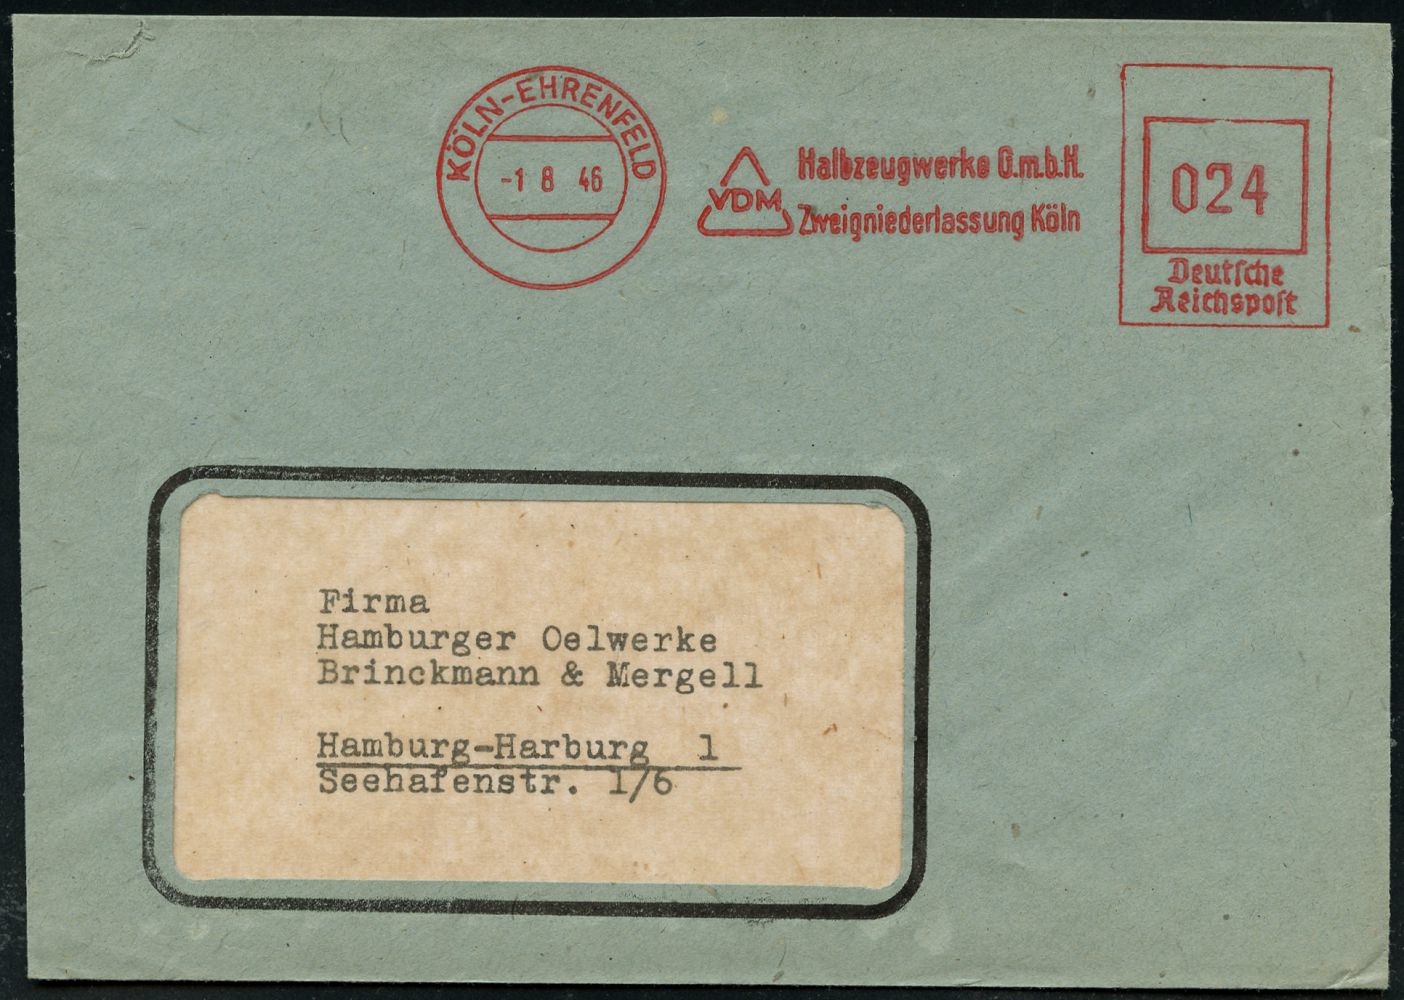 KÖLN-EHRENFELD
-1 8 46
VDM
Halbzeugwerke G.m.b.H.
Zweigniederlassung Köln
024
Deutsche
Reichspost
Firma
Hamburger Oelwerke
Brinckmann & Mergell
Hamburg-Harburg 1
Seehafenstr. 1/6